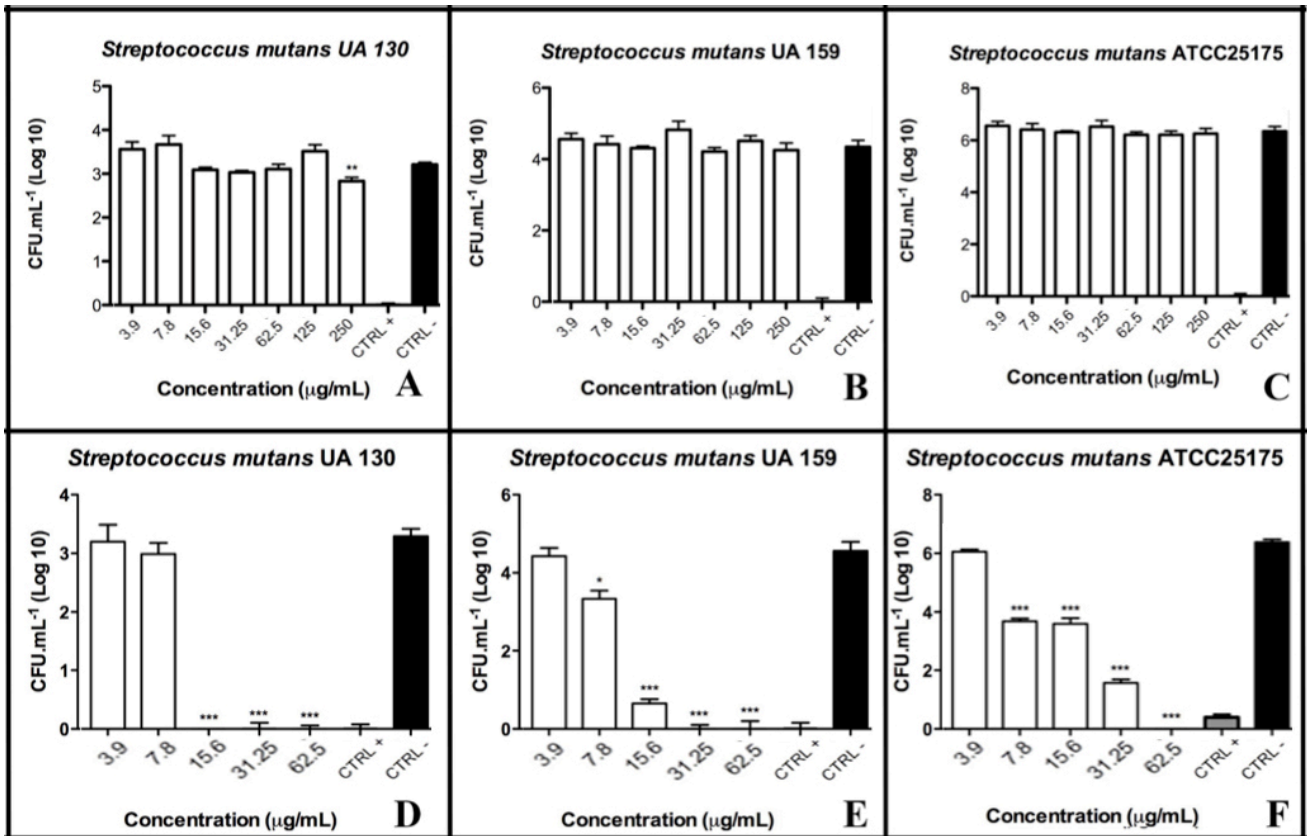 Streptococcus mutans UA 130
CFU.mL⁻¹ (Log 10)
5
4
3
2
1
0
3.9
7.8
15.6
31.25
62.5
125
250
CTRL +
CTRL -
**
Concentration (µg/mL)
A
Streptococcus mutans UA 159
CFU.mL⁻¹ (Log 10)
6
4
2
0
3.9
7.8
15.6
31.25
62.5
125
250
CTRL +
CTRL -
Concentration (µg/mL)
B
Streptococcus mutans ATCC25175
CFU.mL⁻¹ (Log 10)
8
6
4
2
0
3.9
7.8
15.6
31.25
62.5
125
250
CTRL +
CTRL -
Concentration (µg/mL)
C
Streptococcus mutans UA 130
CFU.mL⁻¹ (Log 10)
4
3
2
1
0
***
***
***
3.9
7.8
15.6
31.25
62.5
CTRL +
CTRL -
Concentration (µg/mL)
D
Streptococcus mutans UA 159
CFU.mL⁻¹ (Log 10)
6
4
2
0
*
***
***
***
3.9
7.8
15.6
31.25
62.5
CTRL +
CTRL -
Concentration (µg/mL)
E
Streptococcus mutans ATCC25175
CFU.mL⁻¹ (Log 10)
8
6
4
2
0
***
***
***
***
3.9
7.8
15.6
31.25
62.5
CTRL +
CTRL -
Concentration (µg/mL)
F